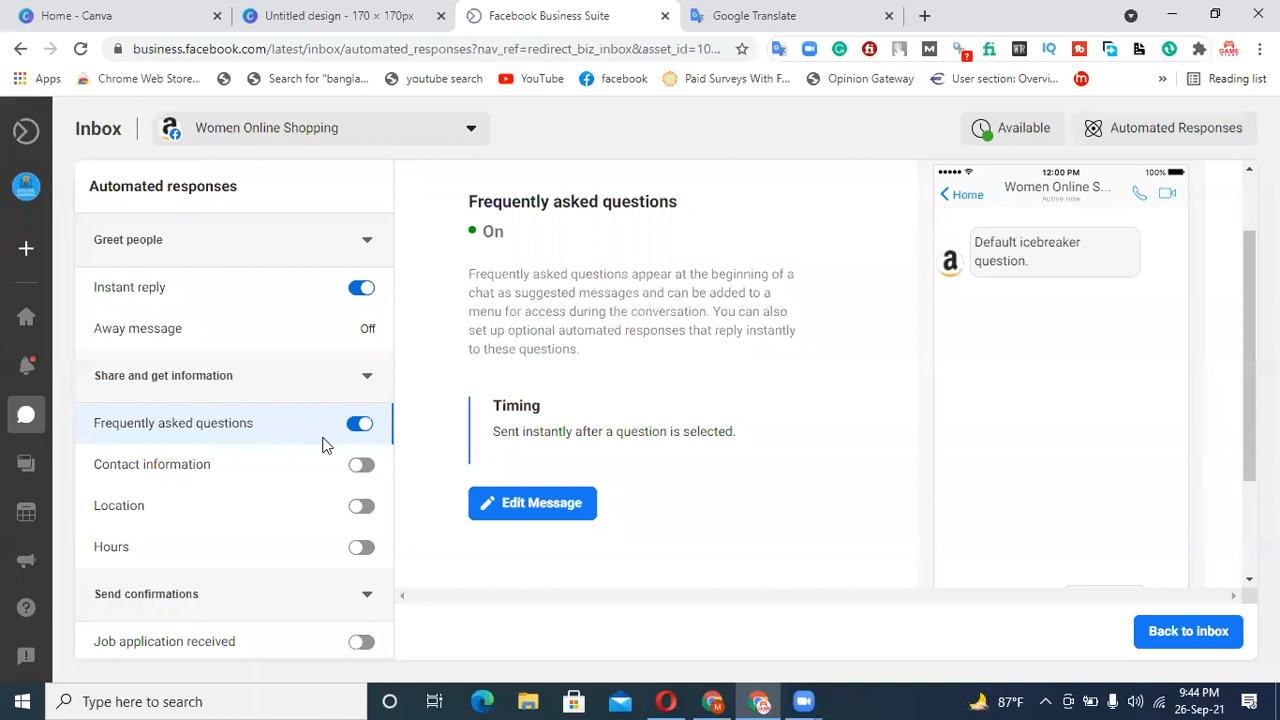 Home - Canva
Untitled design - 170 × 170px
Facebook Business Suite
Google Translate
business.facebook.com/latest/inbox/automated_responses?nav_ref=redirect_biz_inbox&asset_id=10...
Apps
Chrome Web Store...
Search for "bangla...
youtube search
YouTube
facebook
Paid Surveys With F...
Opinion Gateway
User section: Overvi...
»
Reading list
Inbox
Women Online Shopping
Available
Automated Responses
Automated responses
Greet people
Instant reply
Away message
Off
Share and get information
Frequently asked questions
Contact information
Location
Hours
Send confirmations
Job application received
Frequently asked questions
On
Frequently asked questions appear at the beginning of a
chat as suggested messages and can be added to a
menu for access during the conversation. You can also
set up optional automated responses that reply instantly
to these questions.
Timing
Sent instantly after a question is selected.
Edit Message
12:00 PM
100%
Home
Women Online S...
Active now
Default icebreaker
question.
Back to inbox
Type here to search
87°F
9:44 PM
26-Sep-21